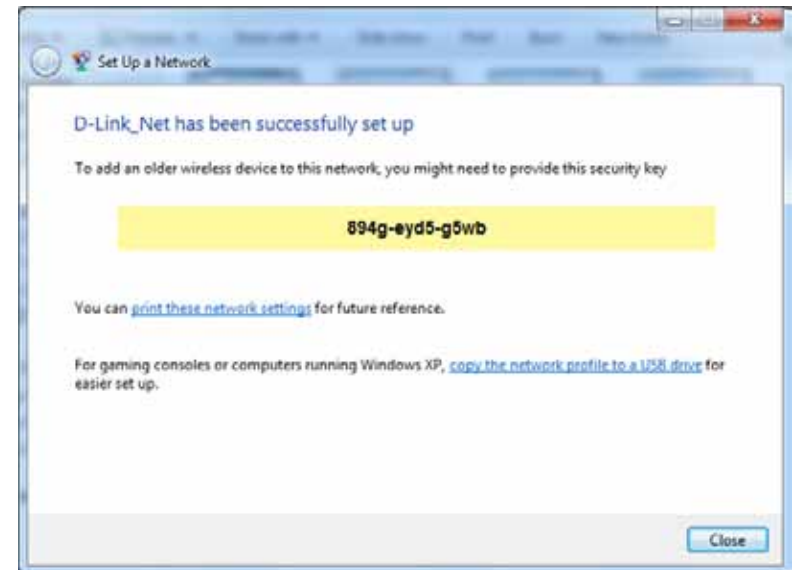 Set Up a Network
D-Link_Net has been successfully set up
To add an older wireless device to this network, you might need to provide this security key
894g-eyd5-g5wb
You can print these network settings for future reference.
For gaming consoles or computers running Windows XP, copy the network profile to a USB drive for
easier set up.
Close